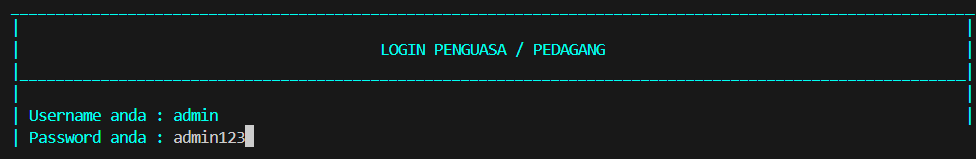 LOGIN PENGUASA / PEDAGANG
Username anda : admin
Password anda : admin123